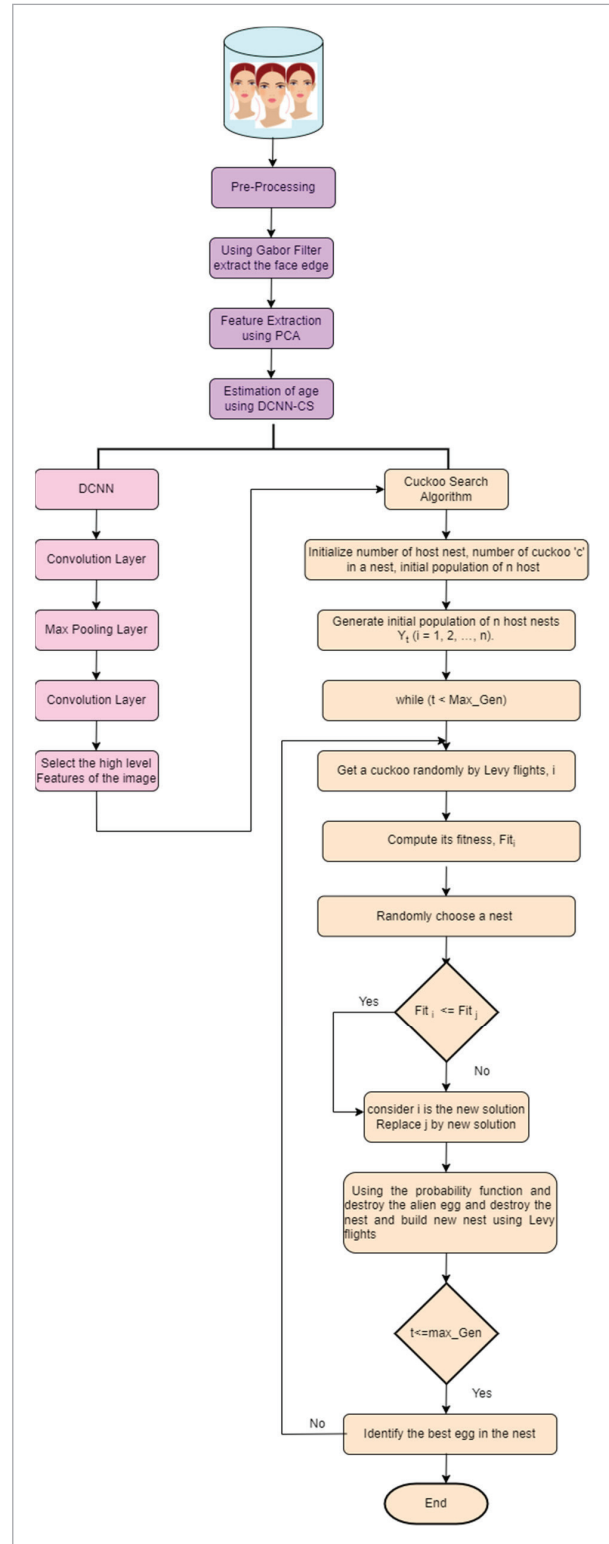 Pre-Processing
Using Gabor Filter
extract the face edge
Feature Extraction
using PCA
Estimation of age
using DCNN-CS
DCNN
Convolution Layer
Max Pooling Layer
Convolution Layer
Select the high level
Features of the image
Cuckoo Search
Algorithm
Initialize number of host nest, number of cuckoo 'c'
in a nest, initial population of n host
Generate initial population of n host nests
Yₜ (i = 1, 2, ..., n).
while (t < Max_Gen)
Get a cuckoo randomly by Levy flights, i
Compute its fitness, Fitᵢ
Randomly choose a nest
Fit ᵢ <= Fit ⱼ
Yes
No
consider i is the new solution
Replace j by new solution
Using the probability function and
destroy the alien egg and destroy the
nest and build new nest using Levy
flights
t<=max_Gen
Yes
No
Identify the best egg in the nest
End